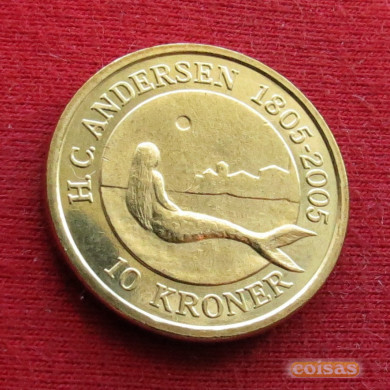 H.C. ANDERSEN 1805-2005
10 KRONER
coisas